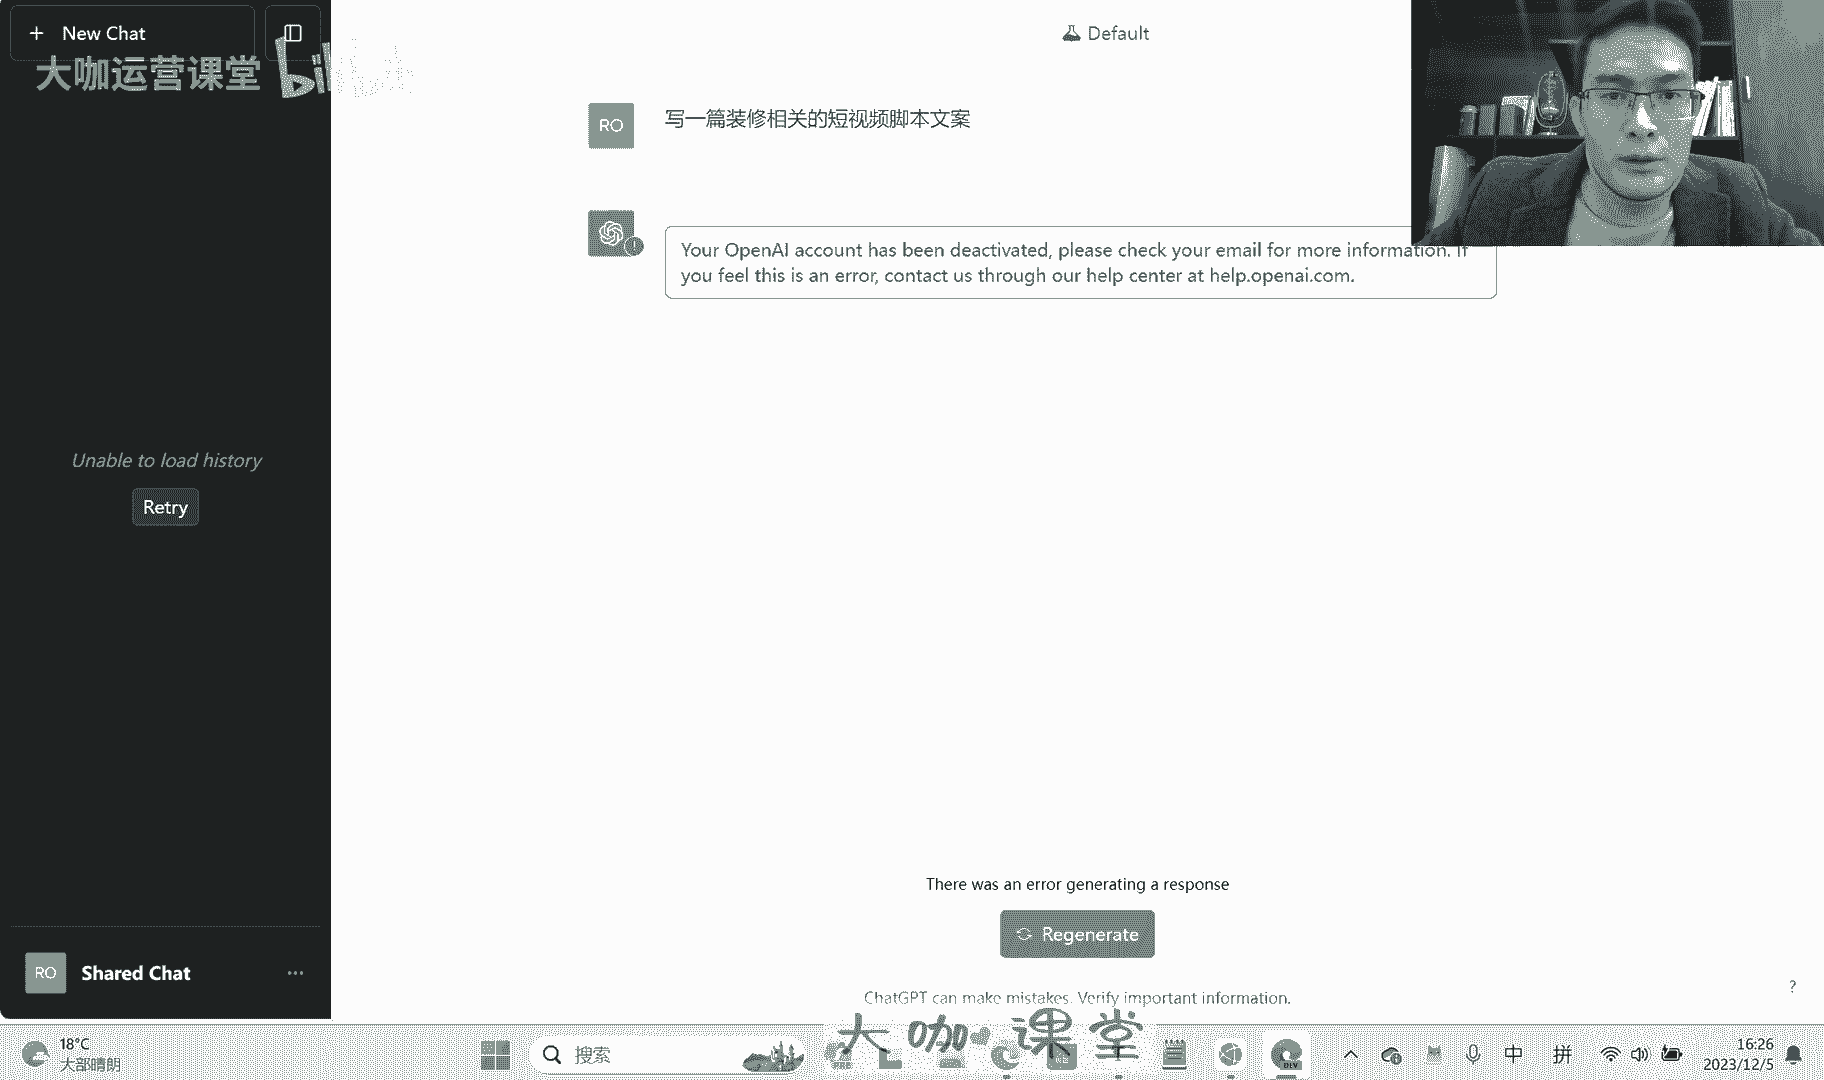 New Chat
大咖运营课堂 bilibili
Default
RO
写一篇装修相关的短视频脚本文案
Your OpenAI account has been deactivated, please check your email for more information. If
you feel this is an error, contact us through our help center at help.openai.com.
Unable to load history
Retry
There was an error generating a response
Regenerate
RO
Shared Chat
ChatGPT can make mistakes. Verify important information.
?
大咖课堂
18°C
大部晴朗
搜索
PRE
DEV
中
拼
16:26
2023/12/5